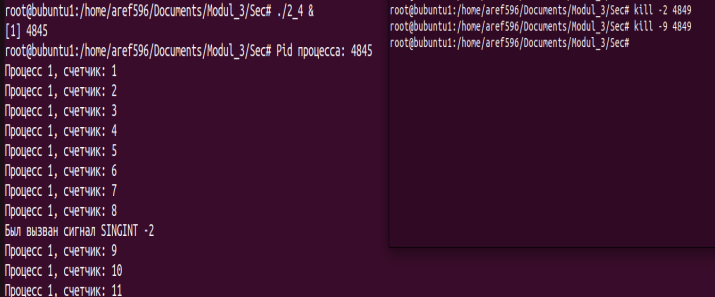 root@bubuntu1:/home/aref596/Documents/Modul_3/Sec# ./2_4 &
[1] 4845
root@bubuntu1:/home/aref596/Documents/Modul_3/Sec# Pid процесса: 4845
Процесс 1, счетчик: 1
Процесс 1, счетчик: 2
Процесс 1, счетчик: 3
Процесс 1, счетчик: 4
Процесс 1, счетчик: 5
Процесс 1, счетчик: 6
Процесс 1, счетчик: 7
Процесс 1, счетчик: 8
Был вызван сигнал SINGINT -2
Процесс 1, счетчик: 9
Процесс 1, счетчик: 10
Процесс 1, счетчик: 11
root@bubuntu1:/home/aref596/Documents/Modul_3/Sec# kill -2 4849
root@bubuntu1:/home/aref596/Documents/Modul_3/Sec# kill -9 4849
root@bubuntu1:/home/aref596/Documents/Modul_3/Sec#